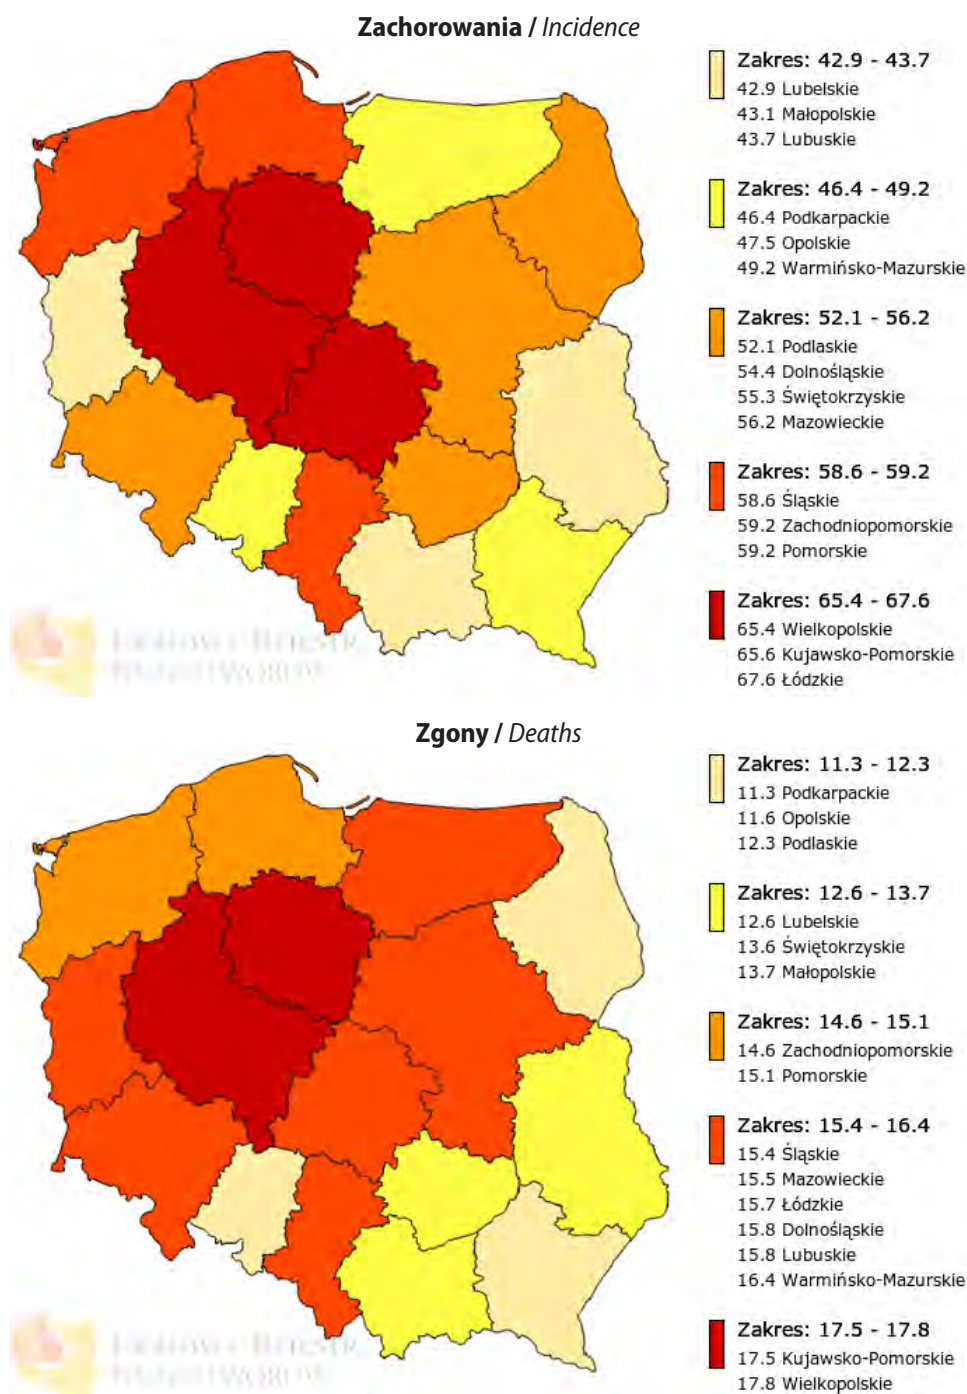 Zachorowania / Incidence
Zakres: 42.9 - 43.7
42.9 Lubelskie
43.1 Małopolskie
43.7 Lubuskie
Zakres: 46.4 - 49.2
46.4 Podkarpackie
47.5 Opolskie
49.2 Warmińsko-Mazurskie
Zakres: 52.1 - 56.2
52.1 Podlaskie
54.4 Dolnośląskie
55.3 Świętokrzyskie
56.2 Mazowieckie
Zakres: 58.6 - 59.2
58.6 Śląskie
59.2 Zachodniopomorskie
59.2 Pomorskie
Zakres: 65.4 - 67.6
65.4 Wielkopolskie
65.6 Kujawsko-Pomorskie
67.6 Łódzkie
Zgony / Deaths
Zakres: 11.3 - 12.3
11.3 Podkarpackie
11.6 Opolskie
12.3 Podlaskie
Zakres: 12.6 - 13.7
12.6 Lubelskie
13.6 Świętokrzyskie
13.7 Małopolskie
Zakres: 14.6 - 15.1
14.6 Zachodniopomorskie
15.1 Pomorskie
Zakres: 15.4 - 16.4
15.4 Śląskie
15.5 Mazowieckie
15.7 Łódzkie
15.8 Dolnośląskie
15.8 Lubuskie
16.4 Warmińsko-Mazurskie
Zakres: 17.5 - 17.8
17.5 Kujawsko-Pomorskie
17.8 Wielkopolskie